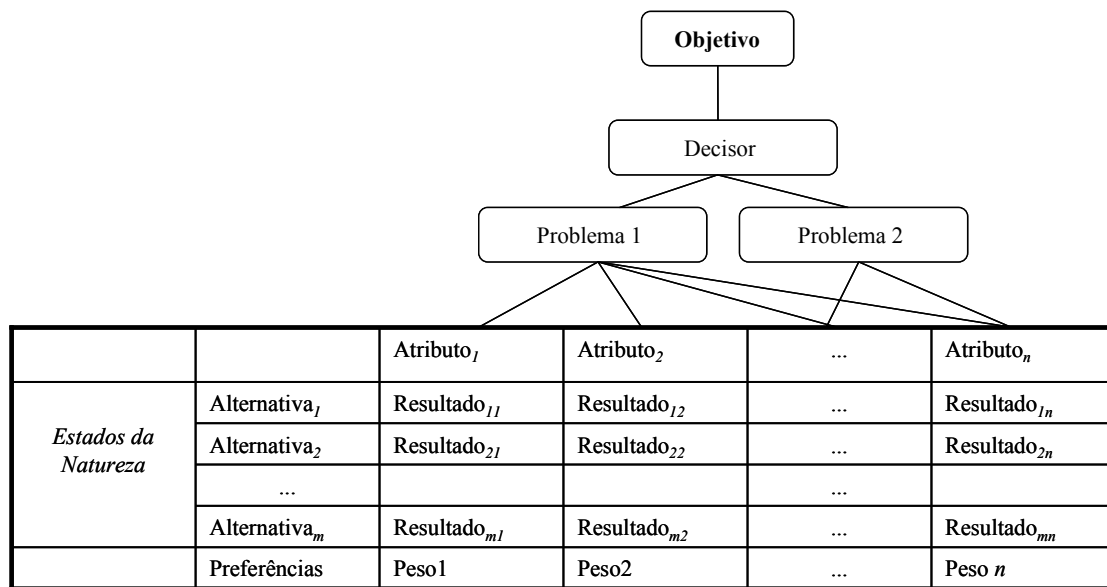 Objetivo
Decisor
Problema 1 Problema 2
Atributo1 Atributo2 ... Atributon
Alternativa1 Resultado11 Resultado12 ... Resultado1n
Estados da Natureza
Alternativa2 Resultado21 Resultado22 ... Resultado2n
... ...
Alternativam Resultadom1 Resultadom2 ... Resultadomn
Preferências Peso1 Peso2 ... Peso n